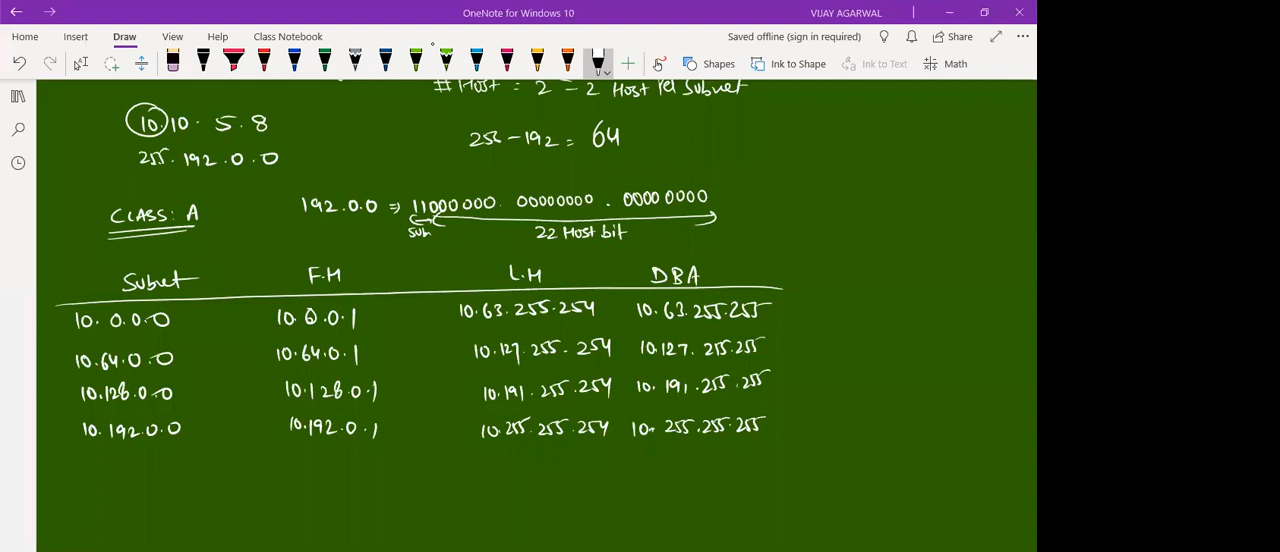 OneNote for Windows 10
VIJAY AGARWAL
Home Insert Draw View Help Class Notebook
Saved offline (sign in required) Share
Shapes Ink to Shape Ink to Text Math
# Host = 2 - 2 Host per Subnet
10.10.5.8
256-192 = 64
255.192.0.0
192.0.0 ⇒ 11000000. 00000000 . 00000000
CLASS: A
Sub 22 Host bit
Subnet F.H L.H DBA
10.0.0.0 10.0.0.1 10.63.255.254 10.63.255.255
10.64.0.0 10.64.0.1 10.127.255.254 10.127.255.255
10.128.0.0 10.128.0.1 10.191.255.254 10.191.255.255
10.192.0.0 10.192.0.1 10.255.255.254 10.255.255.255